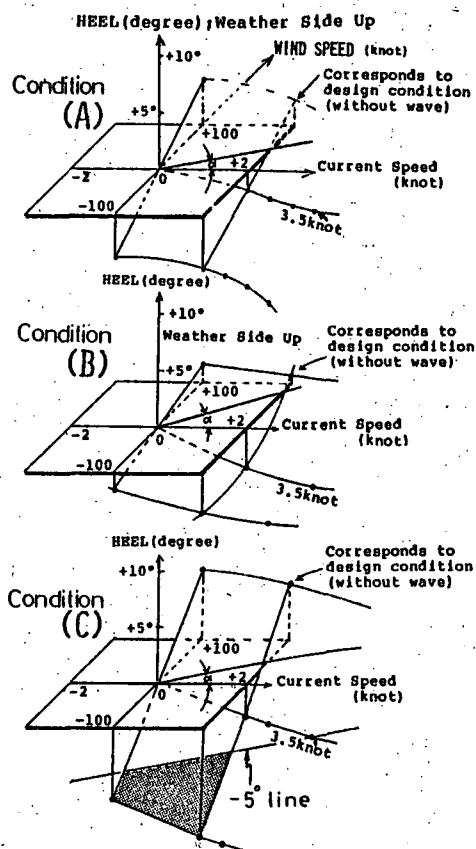 HEEL(degree);Weather Side Up
+10°
WIND SPEED (knot)
Corresponds to
design condition
(without wave)
Condition
(A)
+5°
+100
α
+2
Current Speed
(knot)
-2
0
-100
3.5knot
HEEL(degree)
+10°
Condition
(B)
Weather Side Up
Corresponds to
design condition
(without wave)
+5°
+100
α
+2
Current Speed
(knot)
-2
0
-100
3.5knot
HEEL(degree)
+10°
Corresponds to
design condition
(without wave)
Condition
(C)
+5°
+100
α
+2
Current Speed
(knot)
-2
0
-100
3.5knot
-5° line